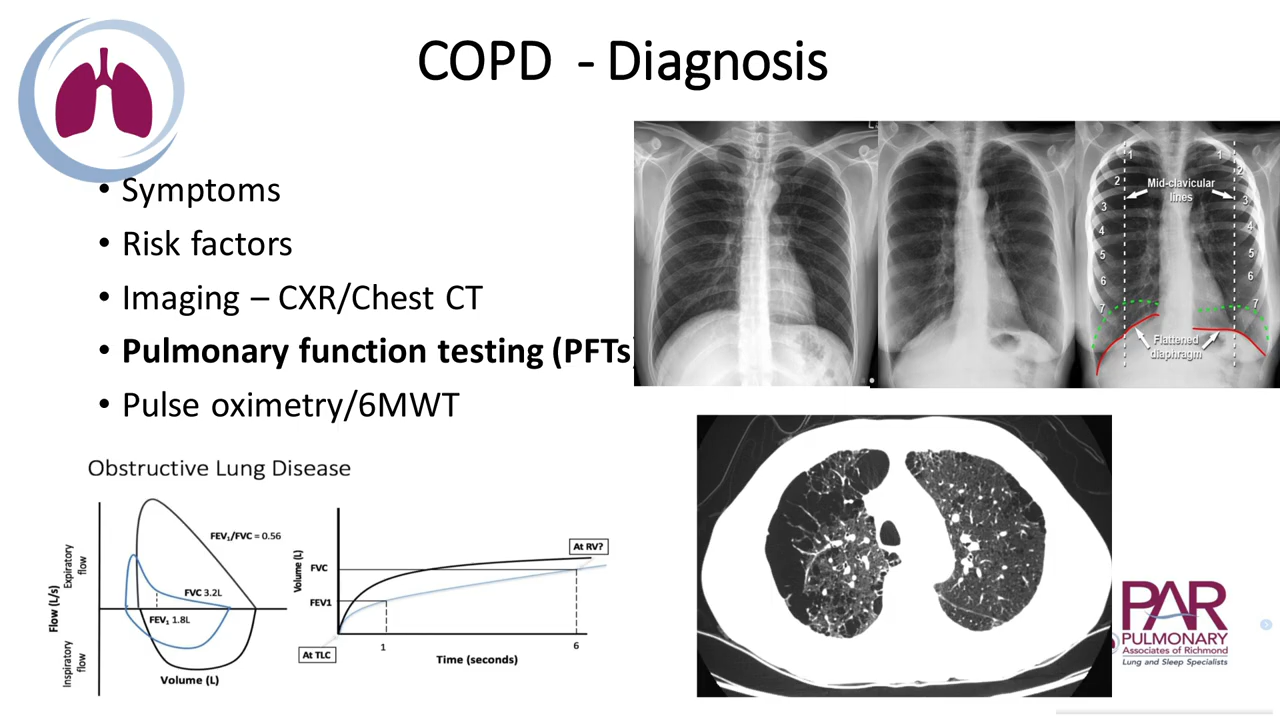 COPD - Diagnosis
• Symptoms
• Risk factors
• Imaging – CXR/Chest CT
• Pulmonary function testing (PFTs)
• Pulse oximetry/6MWT
1
2
3
4
5
6
7
1
2
3
4
5
6
7
Mid-clavicular
lines
Flattened
diaphragm
Obstructive Lung Disease
Flow (L/s)
Expiratory
flow
Inspiratory
flow
FEV₁/FVC = 0.56
FVC 3.2L
FEV₁ 1.8L
Volume (L)
Volume (L)
FVC
FEV1
At RV?
At TLC
1
6
Time (seconds)
PAR
PULMONARY
Associates of Richmond
Lung and Sleep Specialists